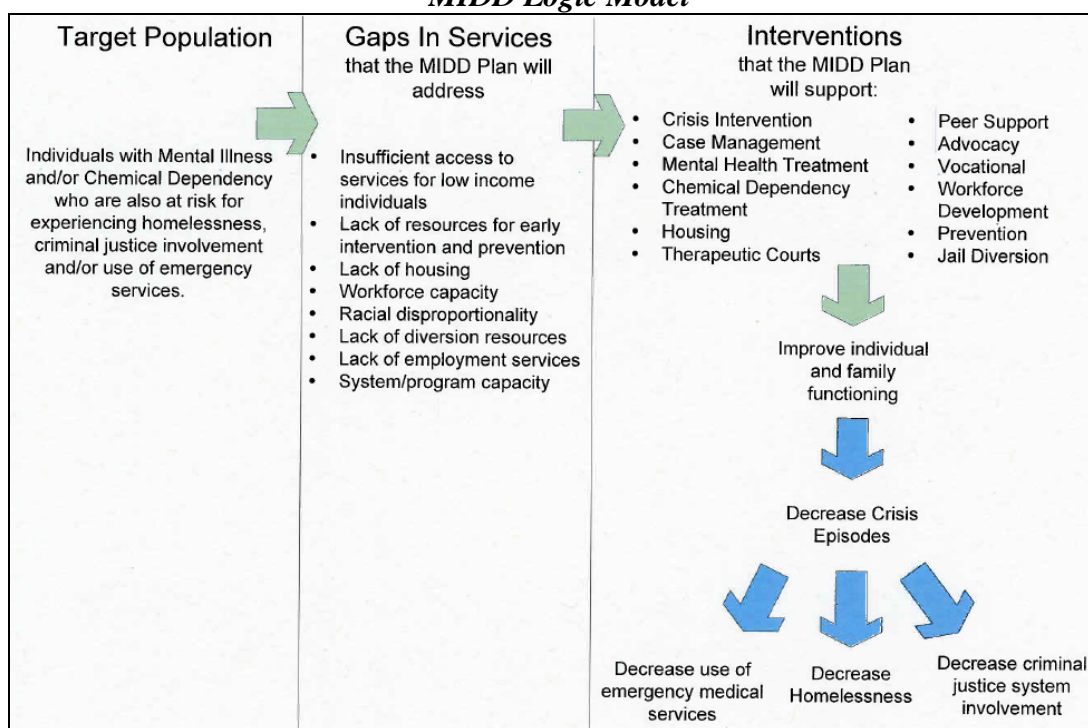 MIDD Logic Model
Target Population
Individuals with Mental Illness
and/or Chemical Dependency
who are also at risk for
experiencing homelessness,
criminal justice involvement
and/or use of emergency
services.
Gaps In Services
that the MIDD Plan will
address
• Insufficient access to
services for low income
individuals
• Lack of resources for early
intervention and prevention
• Lack of housing
• Workforce capacity
• Racial disproportionality
• Lack of diversion resources
• Lack of employment services
• System/program capacity
Interventions
that the MIDD Plan
will support:
• Crisis Intervention
• Case Management
• Mental Health Treatment
• Chemical Dependency
Treatment
• Housing
• Therapeutic Courts
• Peer Support
• Advocacy
• Vocational
• Workforce
Development
• Prevention
• Jail Diversion
Improve individual
and family
functioning
Decrease Crisis
Episodes
Decrease use of
emergency medical
services
Decrease
Homelessness
Decrease criminal
justice system
involvement